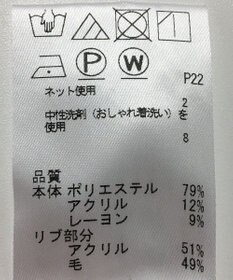 P W
P22
ネット使用
2
中性洗剤（おしゃれ着洗い）を
使用
8
品質
本体 ポリエステル 79%
アクリル 12%
レーヨン 9%
リブ部分
アクリル 51%
毛 49%